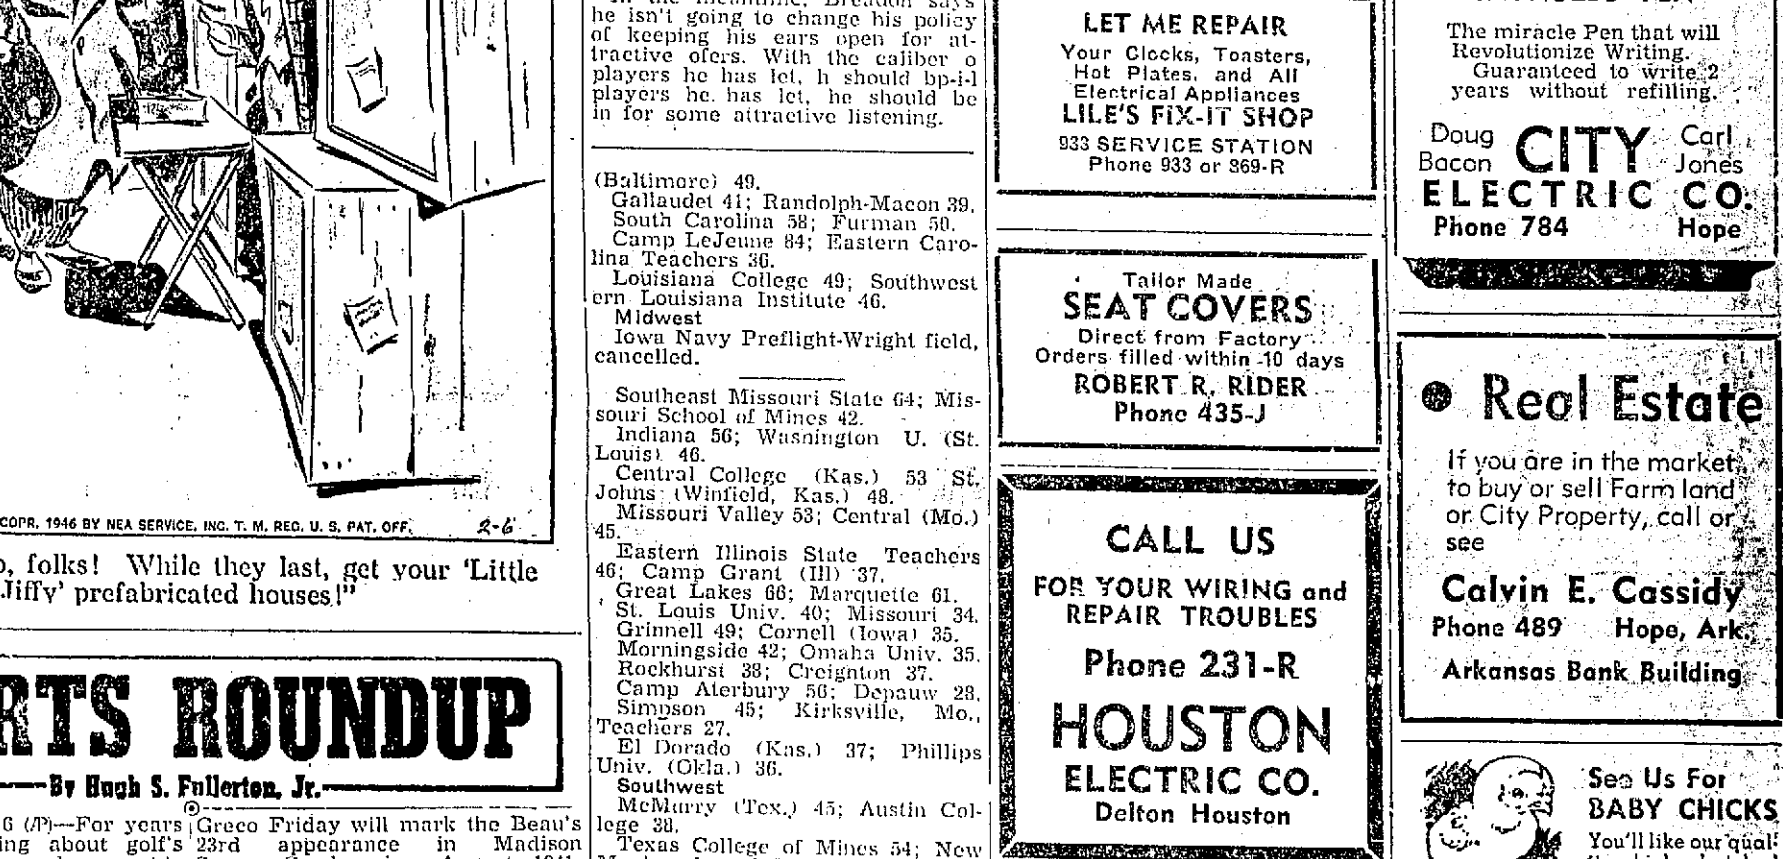 COPR. 1946 BY NEA SERVICE, INC. T. M. REG. U. S. PAT. OFF.
2-6
folks! While they last, get your 'Little
Jiffy' prefabricated houses!"
RTS ROUNDUP
By Hugh S. Fullerton, Jr.
6 (AP)—For years
ing about golf's
Greco Friday will mark the Beau's
23rd appearance in Madison
In the meantime, Breadon says
he isn't going to change his policy
of keeping his ears open for at-
tractive ofers. With the caliber o
players he has let, h should bp-i-l
players he. has let, he should be
in for some attractive listening.
(Baltimore) 49.
Gallaudet 41; Randolph-Macon 39.
South Carolina 58; Furman 50.
Camp LeJeune 84; Eastern Caro-
lina Teachers 36.
Louisiana College 49; Southwest
ern Louisiana Institute 46.
Midwest
Iowa Navy Preflight-Wright field,
cancelled.
Southeast Missouri State 64; Mis-
souri School of Mines 42.
Indiana 56; Wasnington U. (St.
Louis) 46.
Central College (Kas.) 53 St.
Johns (Winfield, Kas.) 48.
Missouri Valley 53; Central (Mo.)
45.
Eastern Illinois State Teachers
46; Camp Grant (Ill) 37.
Great Lakes 66; Marquette 61.
St. Louis Univ. 40; Missouri 34.
Grinnell 49; Cornell (Iowa) 35.
Morningside 42; Omaha Univ. 35.
Rockhurst 38; Creignton 37.
Camp Aterbury 56; Depauw 28.
Simpson 45; Kirksville, Mo.,
Teachers 27.
El Dorado (Kas.) 37; Phillips
Univ. (Okla.) 36.
Southwest
McMurry (Tex.) 45; Austin Col-
lege 38.
Texas College of Mines 54; New
LET ME REPAIR
Your Clocks, Toasters,
Hot Plates, and All
Electrical Appliances
LILE'S FIX-IT SHOP
933 SERVICE STATION
Phone 933 or 869-R
Tailor Made
SEAT COVERS
Direct from Factory
Orders filled within 10 days
ROBERT R. RIDER
Phone 435-J
CALL US
FOR YOUR WIRING and
REPAIR TROUBLES
Phone 231-R
HOUSTON
ELECTRIC CO.
Delton Houston
The miracle Pen that will
Revolutionize Writing.
Guaranteed to write 2
years without refilling.
Doug Bacon CITY Carl Jones
ELECTRIC CO.
Phone 784 Hope
Real Estate
If you are in the market
to buy or sell Farm land
or City Property, call or
see
Calvin E. Cassidy
Phone 489 Hope, Ark.
Arkansas Bank Building
See Us For
BABY CHICKS
You'll like our qual-